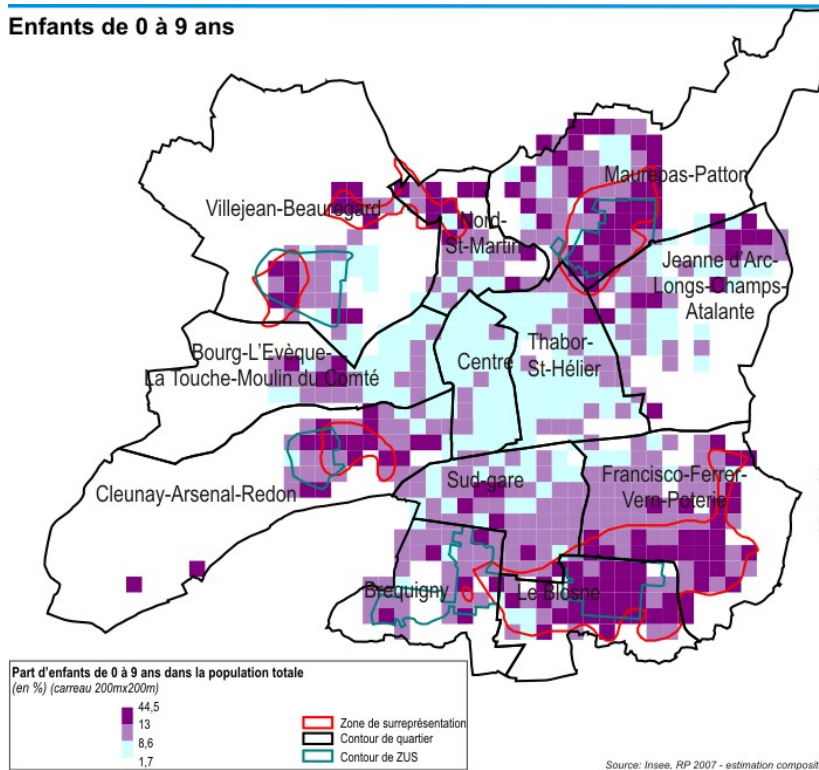 Enfants de 0 à 9 ans
Maurepas-Patton
Villejean-Beauregard
Nord-
St-Martin
Jeanne d'Arc-
Longs-Champs-
Atalante
Bourg-L'Evèque-
La Touche-Moulin du Comté
Centre
Thabor-
St-Hélier
Cleunay-Arsenal-Redon
Sud-gare
Francisco-Ferrer-
Vern-Poterie
Brequigny
Le Blosne
Part d'enfants de 0 à 9 ans dans la population totale
(en %) (carreau 200mx200m)
44,5
13
8,6
1,7
Zone de surreprésentation
Contour de quartier
Contour de ZUS
Source: Insee, RP 2007 - estimation composit